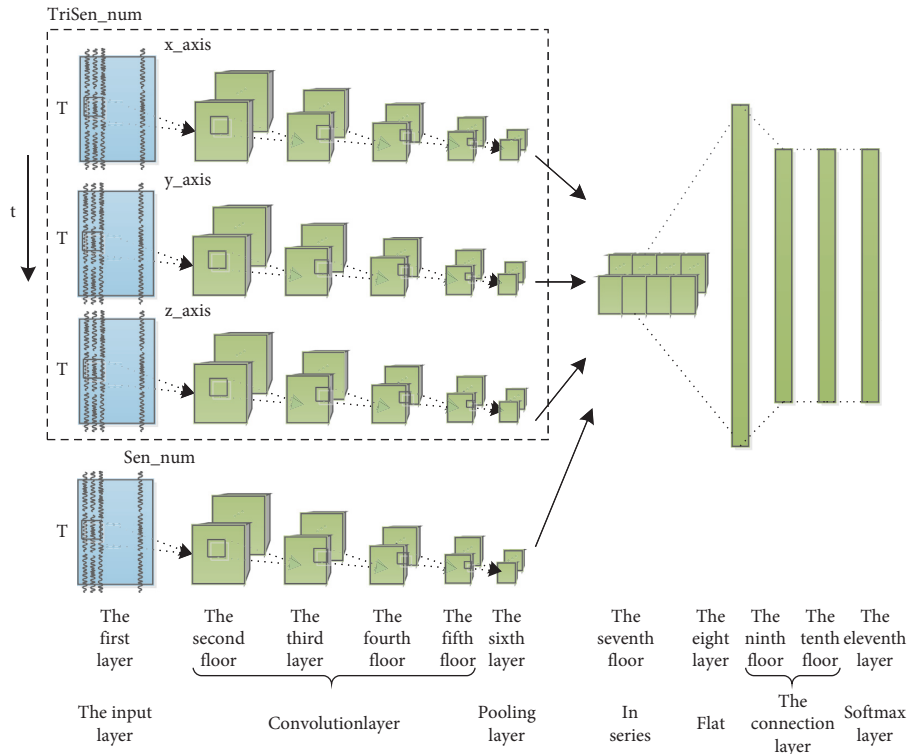 TriSen_num
x_axis
T
t
y_axis
T
z_axis
T
Sen_num
T
The first layer
The second floor
The third layer
The fourth floor
The fifth floor
The sixth layer
The seventh floor
The eight layer
The ninth floor
The tenth floor
The eleventh layer
The input layer
Convolutionlayer
Pooling layer
In series
Flat
The connection layer
Softmax layer